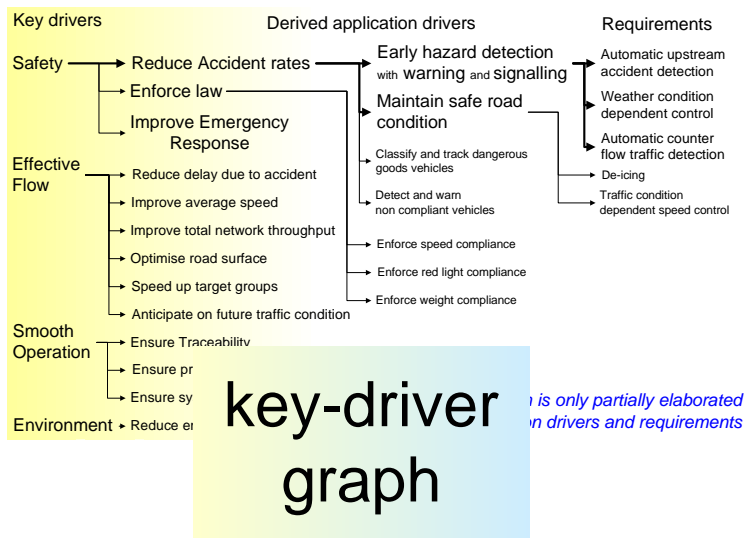 Key drivers
Derived application drivers
Requirements
Safety
Reduce Accident rates
Enforce law
Improve Emergency
Response
Effective
Flow
Reduce delay due to accident
Improve average speed
Improve total network throughput
Optimise road surface
Speed up target groups
Anticipate on future traffic condition
Smooth
Operation
Ensure Traceability
Ensure
Ensure
Environment
Reduce
Early hazard detection
with warning and signalling
Maintain safe road
condition
Classify and track dangerous
goods vehicles
Detect and warn
non compliant vehicles
Enforce speed compliance
Enforce red light compliance
Enforce weight compliance
Automatic upstream
accident detection
Weather condition
dependent control
Automatic counter
flow traffic detection
De-icing
Traffic condition
dependent speed control
is only partially elaborated
drivers and requirements
key-driver
graph